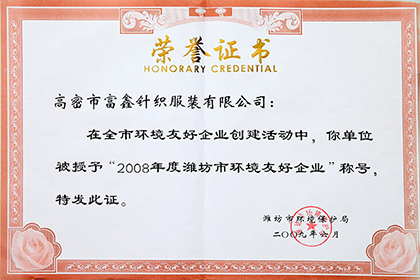 荣誉证书
HONORARY CREDENTIAL
高密市富鑫针织服装有限公司：
在全市环境友好企业创建活动中，你单位
被授予“2008年度潍坊市环境友好企业”称号，
特发此证。
潍坊市环境保护局
二〇〇九年六月